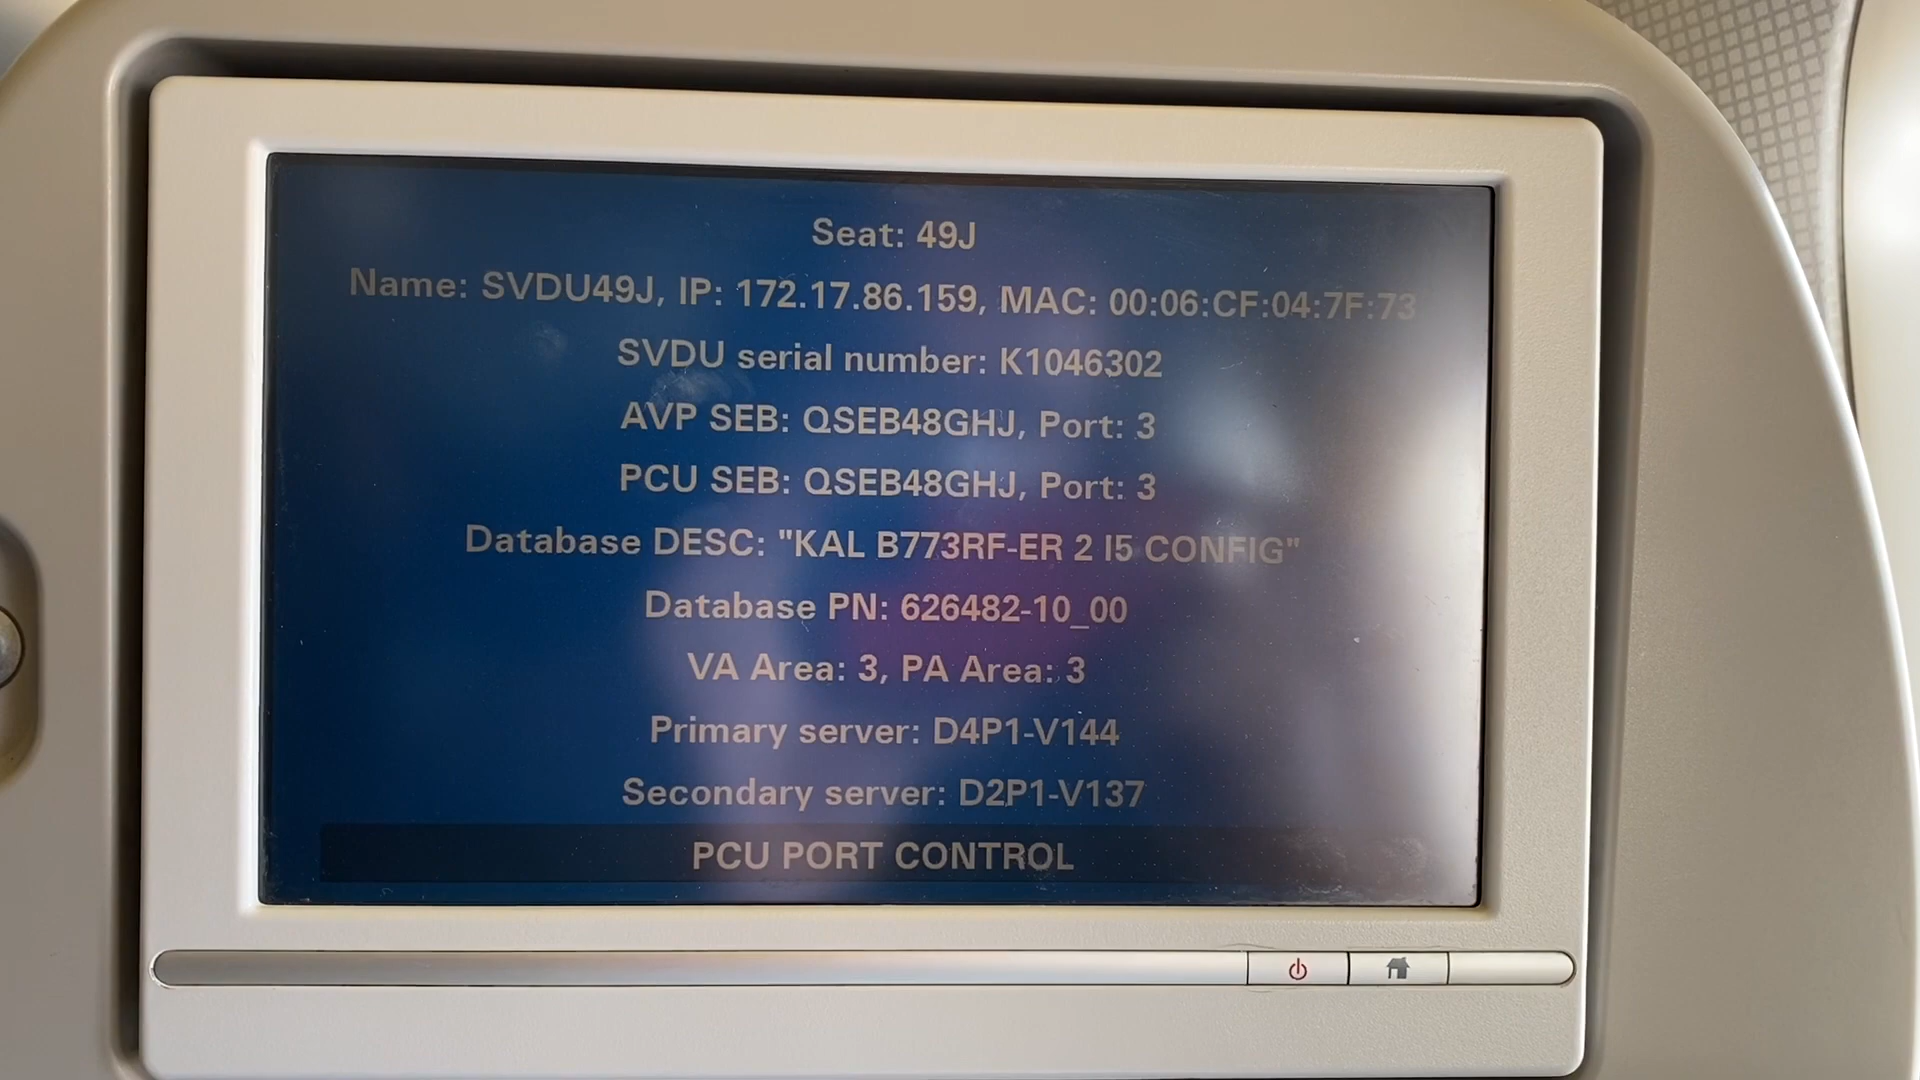 Seat: 49J
Name: SVDU49J, IP: 172.17.86.159, MAC: 00:06:CF:04:7F:73
SVDU serial number: K1046302
AVP SEB: QSEB48GHJ, Port: 3
PCU SEB: QSEB48GHJ, Port: 3
Database DESC: "KAL B773RF-ER 2 I5 CONFIG"
Database PN: 626482-10_00
VA Area: 3, PA Area: 3
Primary server: D4P1-V144
Secondary server: D2P1-V137
PCU PORT CONTROL